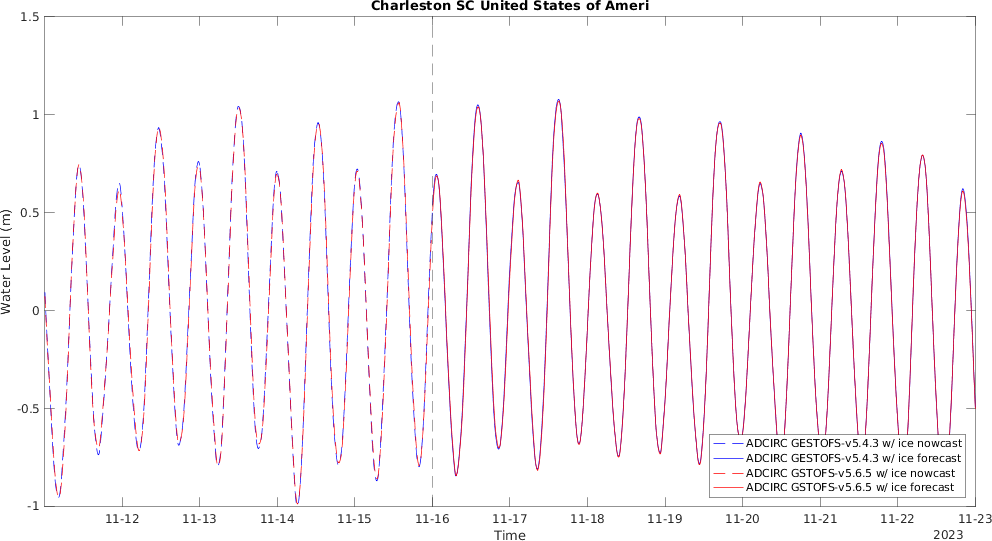 Charleston SC United States of Ameri
1.5
1
0.5
0
-0.5
-1
Water Level (m)
ADCIRC GESTOFS-v5.4.3 w/ ice nowcast
ADCIRC GESTOFS-v5.4.3 w/ ice forecast
ADCIRC GSTOFS-v5.6.5 w/ ice nowcast
ADCIRC GSTOFS-v5.6.5 w/ ice forecast
11-12 11-13 11-14 11-15 11-16 11-17 11-18 11-19 11-20 11-21 11-22 11-23
Time
2023